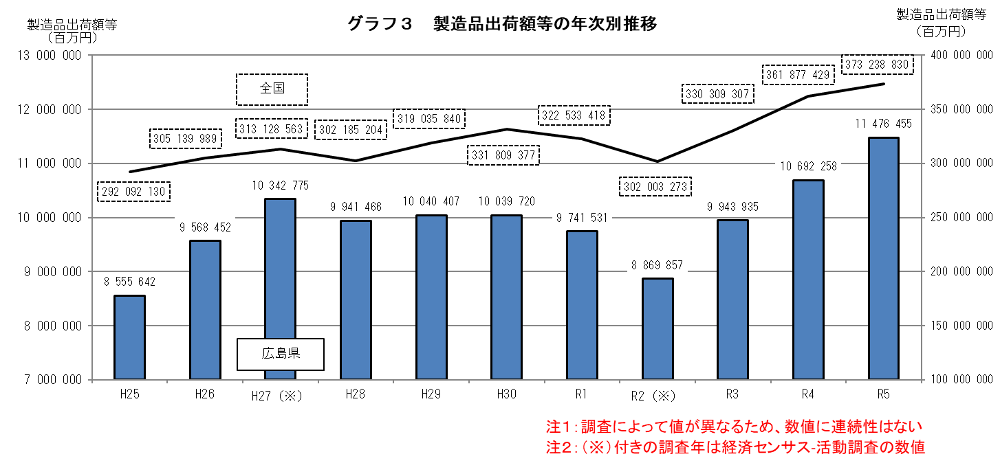 グラフ３　製造品出荷額等の年次別推移
製造品出荷額等
（百万円）
製造品出荷額等
（百万円）
13 000 000
12 000 000
11 000 000
10 000 000
9 000 000
8 000 000
7 000 000
400 000 000
350 000 000
300 000 000
250 000 000
200 000 000
150 000 000
100 000 000
全国
292 092 130
305 139 989
313 128 563
302 185 204
319 035 840
331 809 377
322 533 418
302 003 273
330 309 307
361 877 429
373 238 830
8 555 642
9 568 452
10 342 775
9 941 466
10 040 407
10 039 720
9 741 531
8 869 857
9 943 935
10 692 258
11 476 455
広島県
H25
H26
H27（※）
H28
H29
H30
R1
R2（※）
R3
R4
R5
注１：調査によって値が異なるため、数値に連続性はない
注２：（※）付きの調査年は経済センサス-活動調査の数値